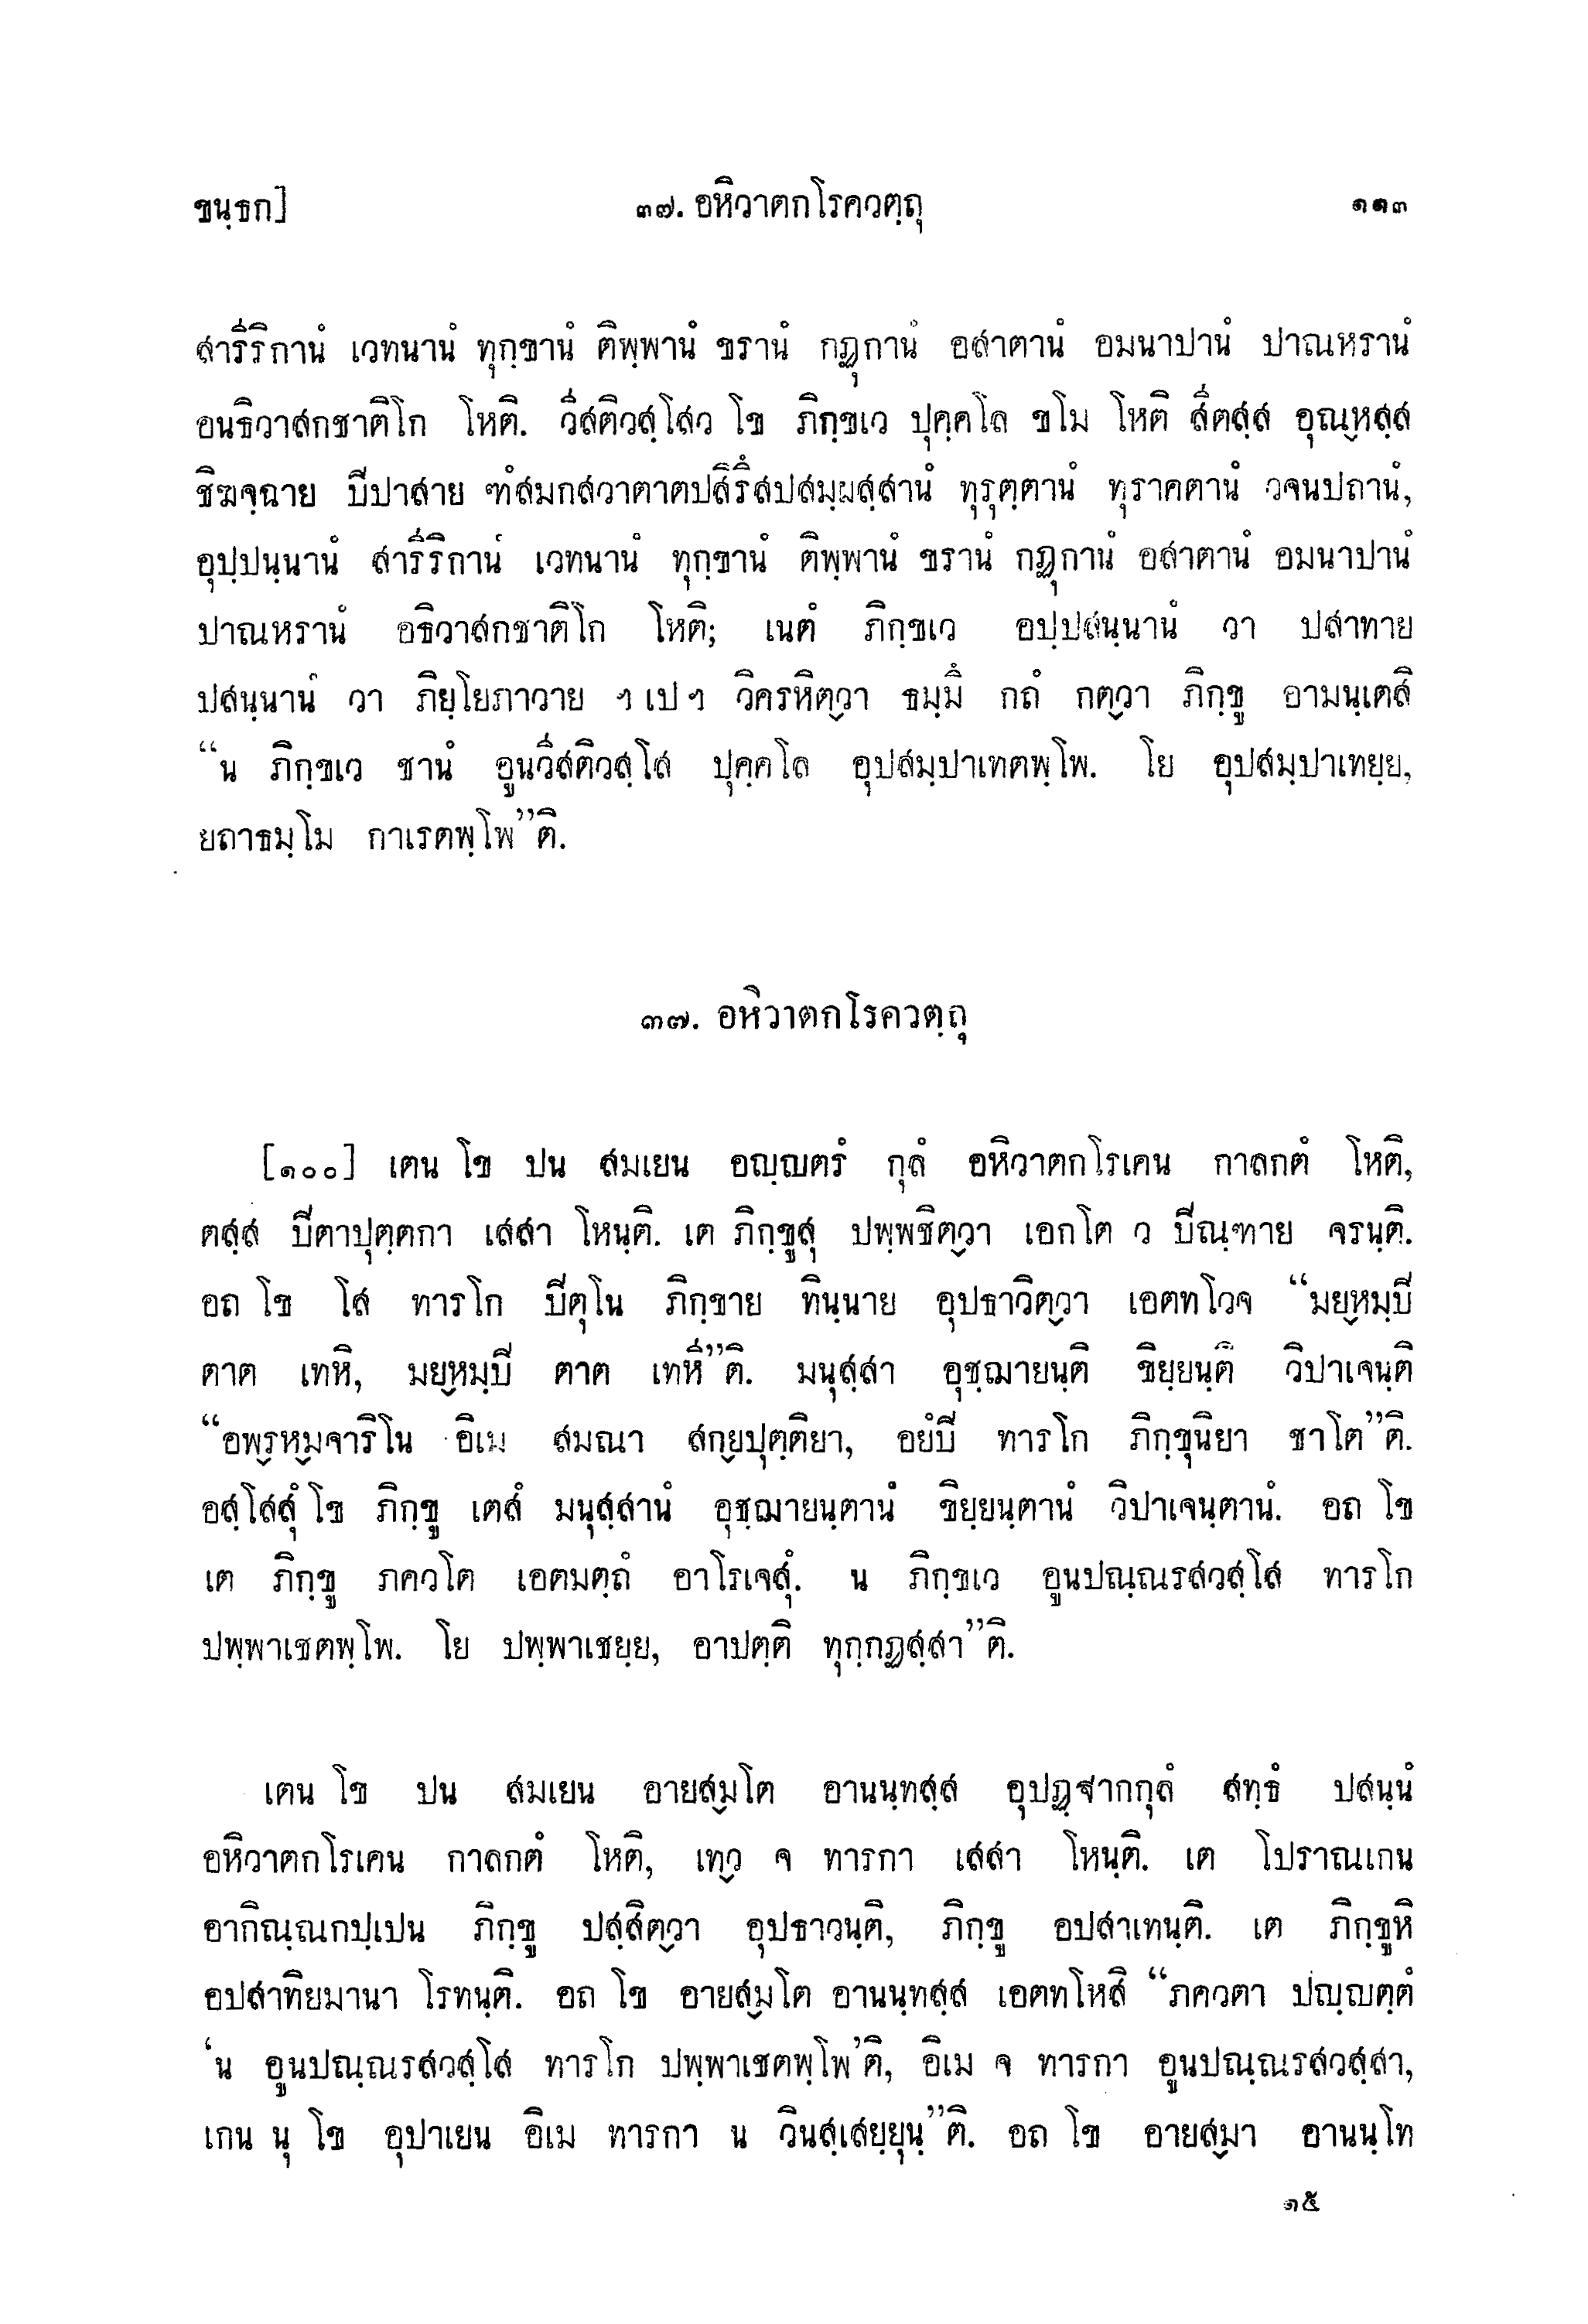 ขนฺธก]
๓๗. อหิวาตกโรควตฺถุ
๑๑๓
สารีริกานํ เวทนานํ ทุกฺขานํ ติพฺพานํ ขรานํ กฏุกานํ อสาตานํ อมนาปานํ ปาณหรานํ
อนธิวาสกชาติโก โหติ. วีสติวสฺโสว โข ภิกฺขเว ปุคฺคโล ขโม โหติ สีตสฺส อุณฺหสฺส
ชิฆจฺฉาย ปิปาสาย ฑํสมกสวาตาตปสิรึสปสมฺผสฺสานํ ทุรุตฺตานํ ทุราคตานํ วจนปถานํ,
อุปฺปนฺนานํ สารีริกานํ เวทนานํ ทุกฺขานํ ติพฺพานํ ขรานํ กฏุกานํ อสาตานํ อมนาปานํ
ปาณหรานํ อธิวาสกชาติโก โหติ; เนตํ ภิกฺขเว อปฺปสนฺนานํ วา ปสาทาย
ปสนฺนานํ วา ภิยฺโยภาวาย ฯ เป ฯ วิครหิตฺวา ธมฺมึ กถํ กตฺวา ภิกฺขู อามนฺเตสิ
“น ภิกฺขเว ชานํ อูนวีสติวสฺโส ปุคฺคโล อุปสมฺปาเทตพฺโพ. โย อุปสมฺปาเทยฺย,
ยถาธมฺโม กาเรตพฺโพ”ติ.
๓๗. อหิวาตกโรควตฺถุ
[๑๐๐] เตน โข ปน สมเยน อญฺญตรํ กุลํ อหิวาตกโรเคน กาลกตํ โหติ,
ตสฺส ปิตาปุตฺตกา เสสา โหนฺติ. เต ภิกฺขูสุ ปพฺพชิตฺวา เอกโต ว ปิณฺฑาย จรนฺติ.
อถ โข โส ทารโก ปิตุโน ภิกฺขาย ทินฺนาย อุปธาวิตฺวา เอตทโวจ “มยฺหมฺปิ
ตาต เทหิ, มยฺหมฺปิ ตาต เทหี”ติ. มนุสฺสา อุชฺฌายนฺติ ขิยฺยนฺติ วิปาเจนฺติ
“อพฺรหฺมจาริโน อิเม สมณา สกฺยปุตฺติยา, อยํปิ ทารโก ภิกฺขุนิยา ชาโต”ติ.
อสฺโสสุํ โข ภิกฺขู เตสํ มนุสฺสานํ อุชฺฌายนฺตานํ ขิยฺยนฺตานํ วิปาเจนฺตานํ. อถ โข
เต ภิกฺขู ภควโต เอตมตฺถํ อาโรเจสุํ. น ภิกฺขเว อูนปณฺณรสวสฺโส ทารโก
ปพฺพาเชตพฺโพ. โย ปพฺพาเชยฺย, อาปตฺติ ทุกฺกฏสฺสา”ติ.
เตน โข ปน สมเยน อายสฺมโต อานนฺทสฺส อุปฏฺฐากกุลํ สทฺธํ ปสนฺนํ
อหิวาตกโรเคน กาลกตํ โหติ, เทฺว จ ทารกา เสสา โหนฺติ. เต โปราณเกน
อากิณฺณกปฺเปน ภิกฺขู ปสฺสิตฺวา อุปธาวนฺติ, ภิกฺขู อปสาเทนฺติ. เต ภิกฺขูหิ
อปสาทิยมานา โรทนฺติ. อถ โข อายสฺมโต อานนฺทสฺส เอตทโหสิ “ภควตา ปญฺญตฺตํ
‘น อูนปณฺณรสวสฺโส ทารโก ปพฺพาเชตพฺโพ’ติ, อิเม จ ทารกา อูนปณฺณรสวสฺสา,
เกน นุ โข อุปาเยน อิเม ทารกา น วินสฺเสยฺยุนฺ”ติ. อถ โข อายสฺมา อานนฺโท
๑๕